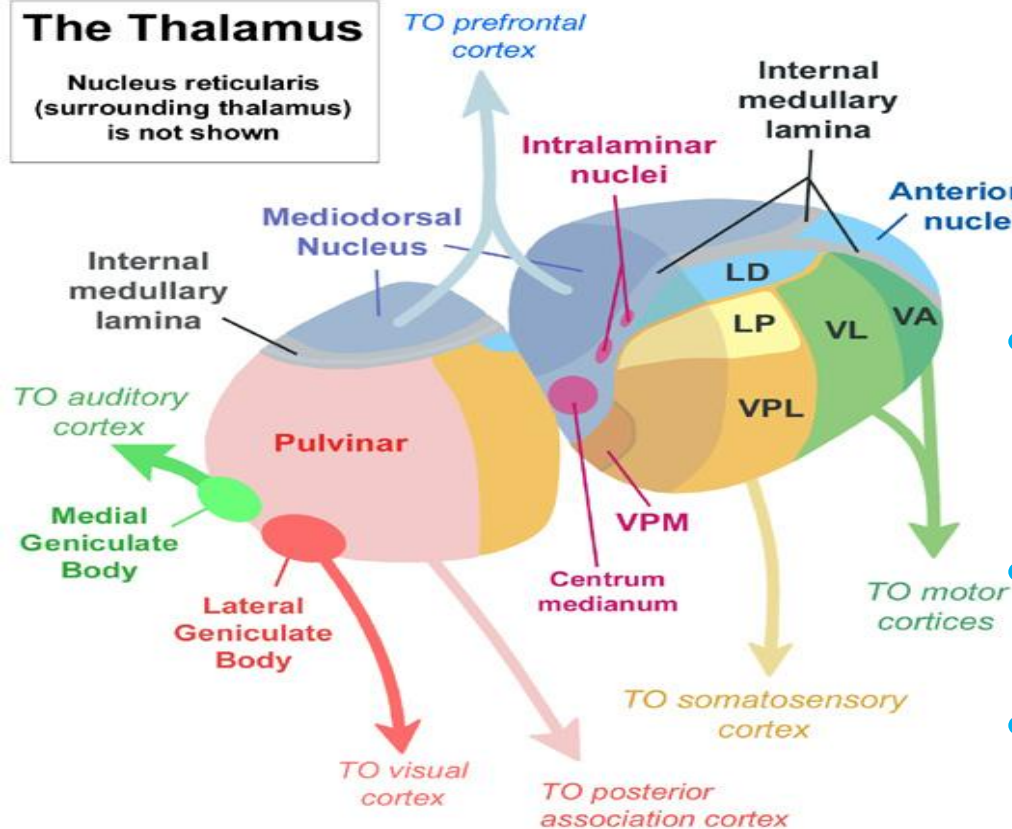 The Thalamus
Nucleus reticularis
(surrounding thalamus)
is not shown
TO prefrontal
cortex
Internal
medullary
lamina
Intralaminar
nuclei
Anterior
nucle
Mediodorsal
Nucleus
Internal
medullary
lamina
LD
LP
VL
VA
VPL
TO auditory
cortex
Pulvinar
Medial
Geniculate
Body
VPM
Centrum
medianum
Lateral
Geniculate
Body
TO motor
cortices
TO somatosensory
cortex
TO visual
cortex
TO posterior
association cortex